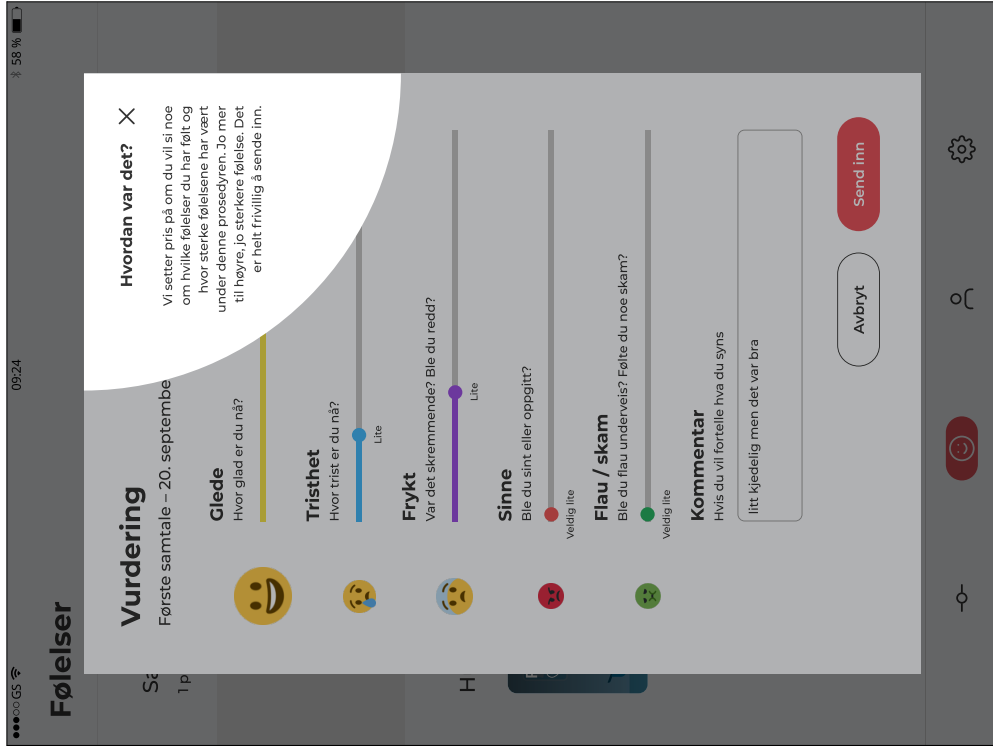 GS
09:24
58 %
Følelser
Sa
1 p
H
Vurdering
Første samtale – 20. septembe
Hvordan var det?
Vi setter pris på om du vil si noe
om hvilke følelser du har følt og
hvor sterke følelsene har vært
under denne prosedyren. Jo mer
til høyre, jo sterkere følelse. Det
er helt frivillig å sende inn.
Glede
Hvor glad er du nå?
Tristhet
Hvor trist er du nå?
Lite
Frykt
Var det skremmende? Ble du redd?
Lite
Sinne
Ble du sint eller oppgitt?
Veldig lite
Flau / skam
Ble du flau underveis? Følte du noe skam?
Veldig lite
Kommentar
Hvis du vil fortelle hva du syns
litt kjedelig men det var bra
Avbryt
Send inn